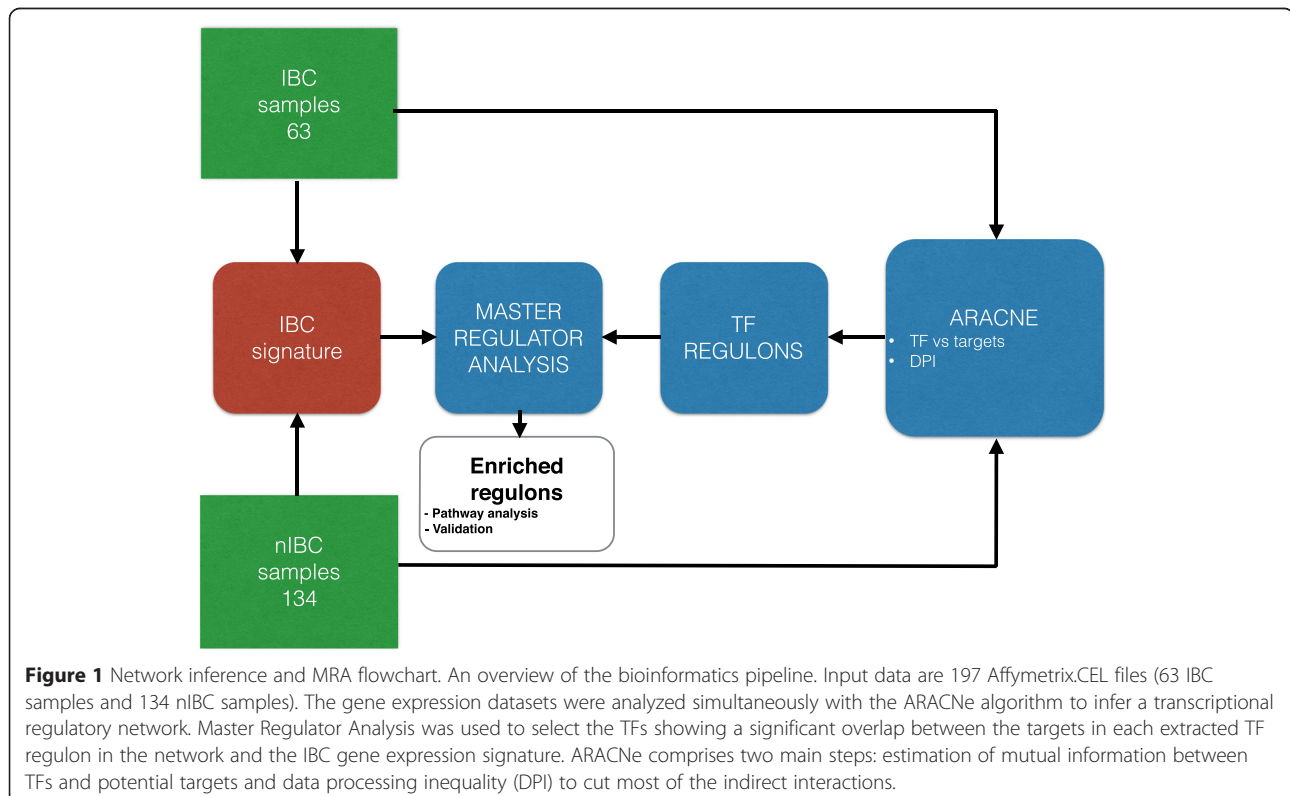 IBC
samples
63
IBC
signature
MASTER
REGULATOR
ANALYSIS
TF
REGULONS
ARACNE
• TF vs targets
• DPI
Enriched
regulons
- Pathway analysis
- Validation
nIBC
samples
134
Figure 1 Network inference and MRA flowchart. An overview of the bioinformatics pipeline. Input data are 197 Affymetrix.CEL files (63 IBC
samples and 134 nIBC samples). The gene expression datasets were analyzed simultaneously with the ARACNe algorithm to infer a transcriptional
regulatory network. Master Regulator Analysis was used to select the TFs showing a significant overlap between the targets in each extracted TF
regulon in the network and the IBC gene expression signature. ARACNe comprises two main steps: estimation of mutual information between
TFs and potential targets and data processing inequality (DPI) to cut most of the indirect interactions.